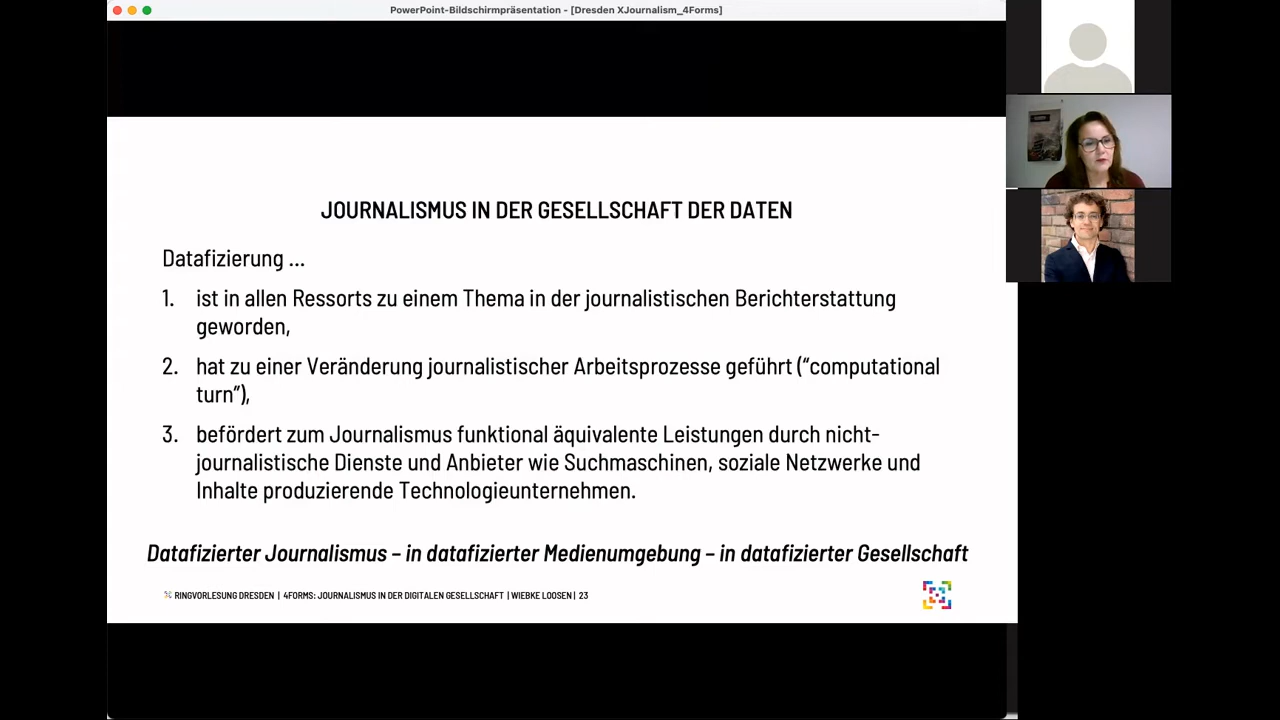 PowerPoint-Bildschirmpräsentation - [Dresden XJournalism_4Forms]
JOURNALISMUS IN DER GESELLSCHAFT DER DATEN
Datafizierung ...
1. ist in allen Ressorts zu einem Thema in der journalistischen Berichterstattung
geworden,
2. hat zu einer Veränderung journalistischer Arbeitsprozesse geführt (“computational
turn”),
3. befördert zum Journalismus funktional äquivalente Leistungen durch nicht-
journalistische Dienste und Anbieter wie Suchmaschinen, soziale Netzwerke und
Inhalte produzierende Technologieunternehmen.
Datafizierter Journalismus – in datafizierter Medienumgebung – in datafizierter Gesellschaft
RINGVORLESUNG DRESDEN | 4FORMS: JOURNALISMUS IN DER DIGITALEN GESELLSCHAFT | WIEBKE LOOSEN | 23